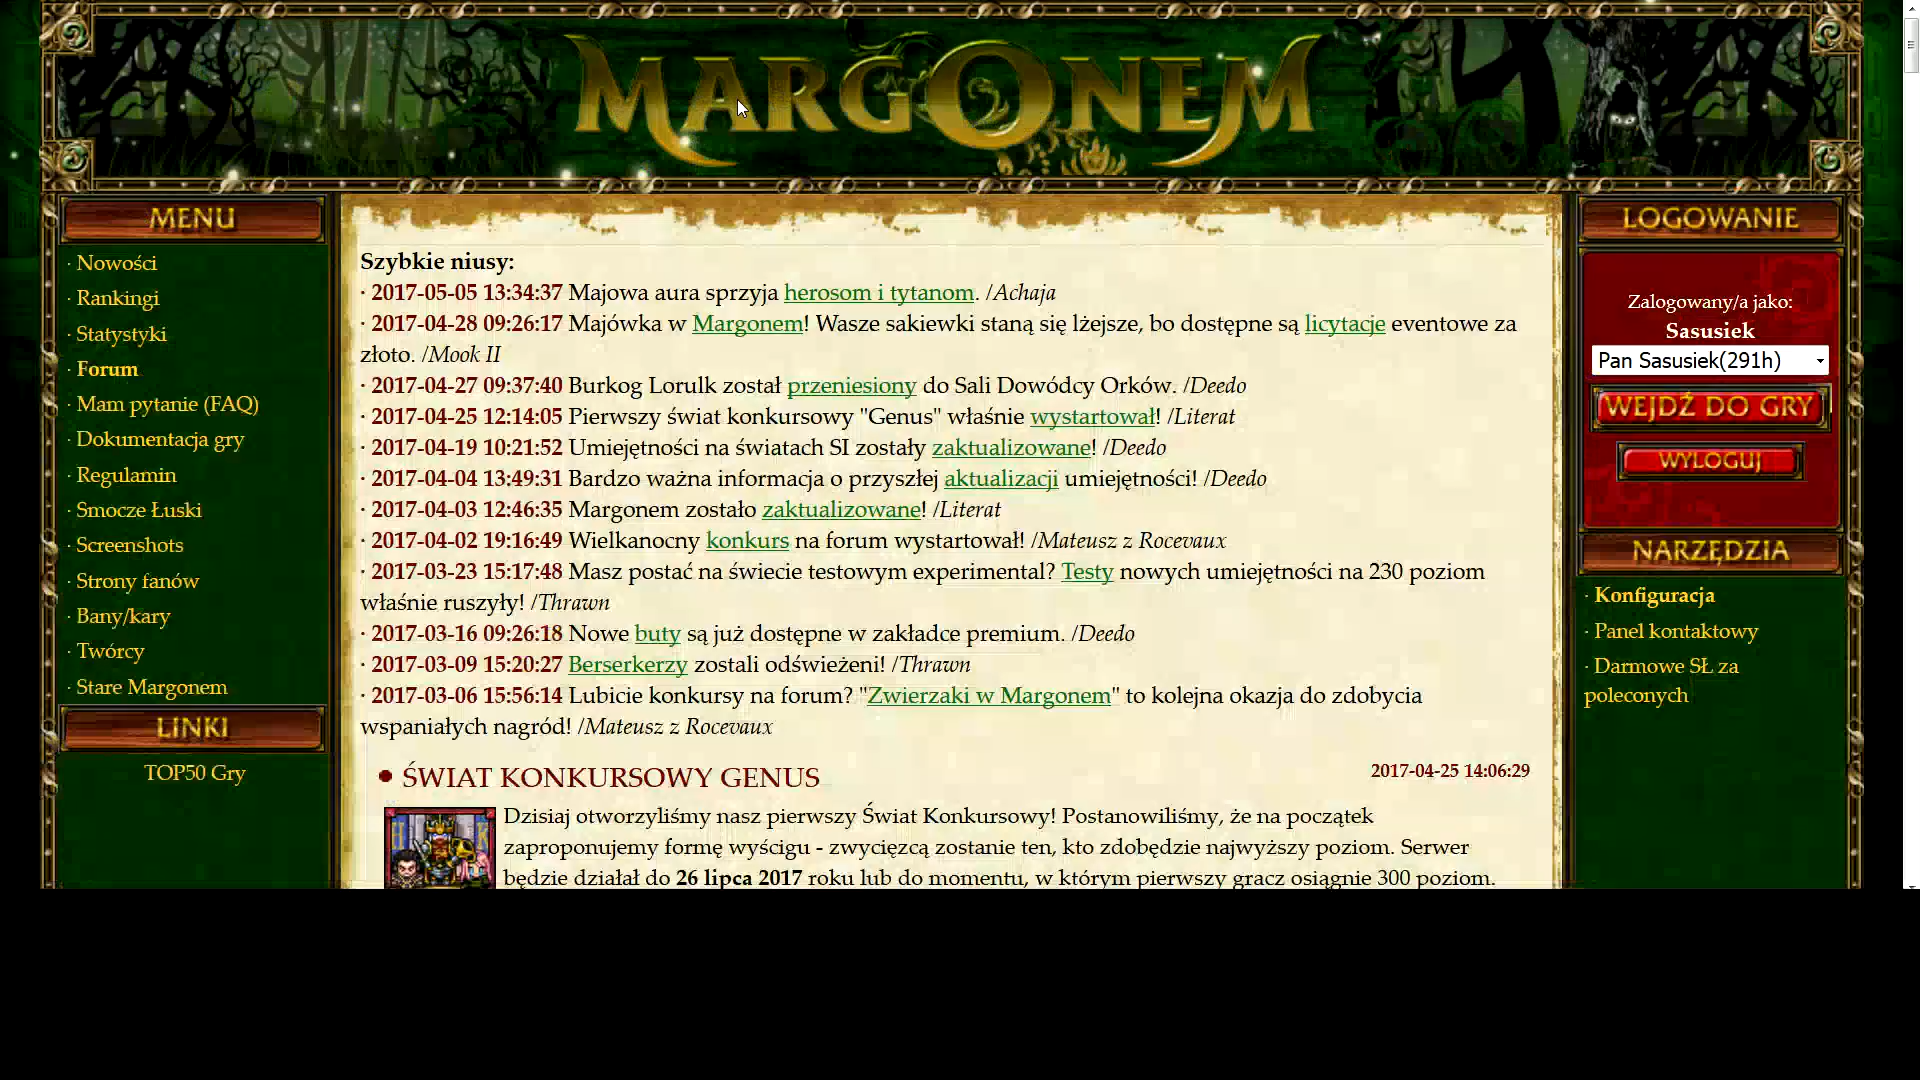 MARGONEM
MENU
· Nowości
· Rankingi
· Statystyki
· Forum
· Mam pytanie (FAQ)
· Dokumentacja gry
· Regulamin
· Smocze Łuski
· Screenshots
· Strony fanów
· Bany/kary
· Twórcy
· Stare Margonem
LINKI
TOP50 Gry
Szybkie niusy:
· 2017-05-05 13:34:37 Majowa aura sprzyja herosom i tytanom. /Achaja
· 2017-04-28 09:26:17 Majówka w Margonem! Wasze sakiewki staną się lżejsze, bo dostępne są licytacje eventowe za
złoto. /Mook II
· 2017-04-27 09:37:40 Burkog Lorulk został przeniesiony do Sali Dowódcy Orków. /Deedo
· 2017-04-25 12:14:05 Pierwszy świat konkursowy "Genus" właśnie wystartował! /Literat
· 2017-04-19 10:21:52 Umiejętności na światach SI zostały zaktualizowane! /Deedo
· 2017-04-04 13:49:31 Bardzo ważna informacja o przyszłej aktualizacji umiejętności! /Deedo
· 2017-04-03 12:46:35 Margonem zostało zaktualizowane! /Literat
· 2017-04-02 19:16:49 Wielkanocny konkurs na forum wystartował! /Mateusz z Rocevaux
· 2017-03-23 15:17:48 Masz postać na świecie testowym experimental? Testy nowych umiejętności na 230 poziom
właśnie ruszyły! /Thrawn
· 2017-03-16 09:26:18 Nowe buty są już dostępne w zakładce premium. /Deedo
· 2017-03-09 15:20:27 Berserkerzy zostali odświeżeni! /Thrawn
· 2017-03-06 15:56:14 Lubicie konkursy na forum? "Zwierzaki w Margonem" to kolejna okazja do zdobycia
wspaniałych nagród! /Mateusz z Rocevaux
ŚWIAT KONKURSOWY GENUS
2017-04-25 14:06:29
Dzisiaj otworzyliśmy nasz pierwszy Świat Konkursowy! Postanowiliśmy, że na początek
zaproponujemy formę wyścigu - zwycięzcą zostanie ten, kto zdobędzie najwyższy poziom. Serwer
będzie działał do 26 lipca 2017 roku lub do momentu, w którym pierwszy gracz osiągnie 300 poziom.
LOGOWANIE
Zalogowany/a jako:
Sasusiek
Pan Sasusiek(291h)
WEJDŹ DO GRY
WYLOGUJ
NARZĘDZIA
· Konfiguracja
· Panel kontaktowy
· Darmowe SŁ za
poleconych